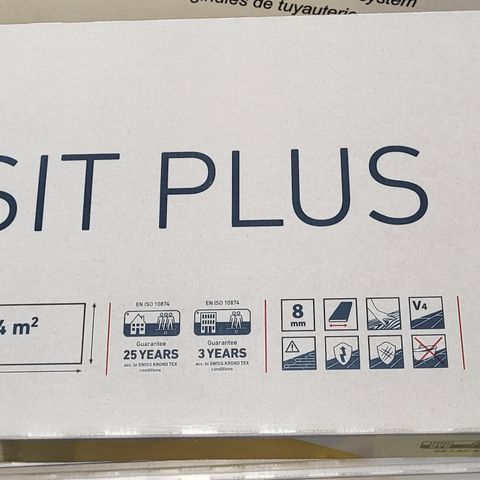 ginales de tuyauterie
SIT PLUS
4 m²
EN ISO 10874
Guarantee
25 YEARS
acc. to SWISS KRONO TEX
conditions
EN ISO 10874
Guarantee
3 YEARS
acc. to SWISS KRONO TEX
conditions
8
mm
V4